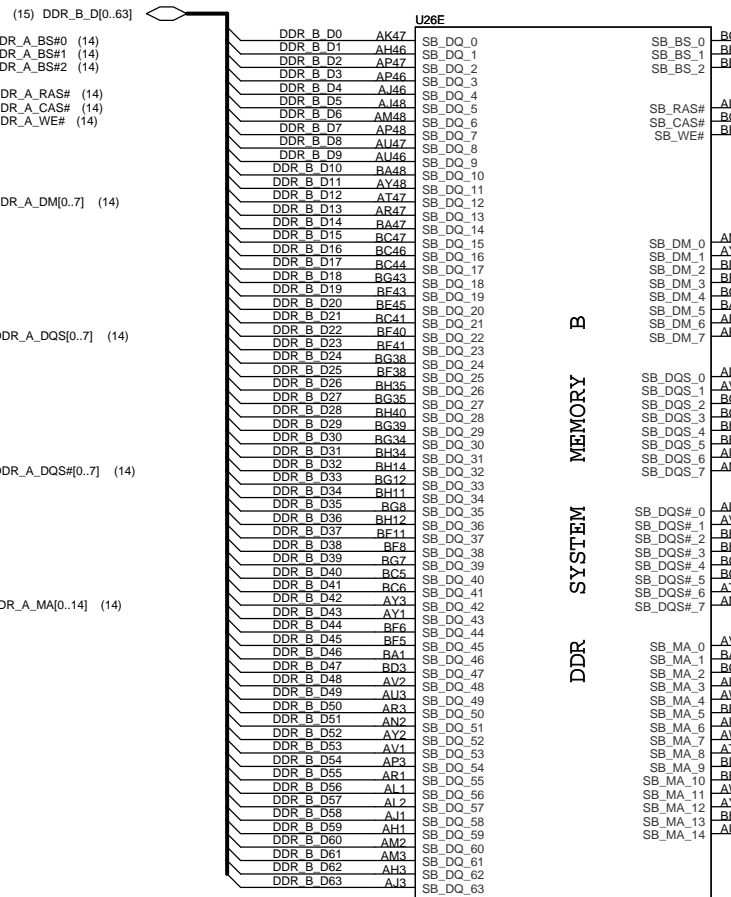 (15) DDR_B_D[0..63]
U26E
DDR_A_BS#0 (14)
DDR_A_BS#1 (14)
DDR_A_BS#2 (14)
DDR_A_RAS# (14)
DDR_A_CAS# (14)
DDR_A_WE# (14)
DDR_A_DM[0..7] (14)
DDR_A_DQS[0..7] (14)
DDR_A_DQS#[0..7] (14)
DDR_A_MA[0..14] (14)
DDR_B_D0 AK47 SB_DQ_0
DDR_B_D1 AH46 SB_DQ_1
DDR_B_D2 AP47 SB_DQ_2
DDR_B_D3 AP46 SB_DQ_3
DDR_B_D4 AJ46 SB_DQ_4
DDR_B_D5 AJ48 SB_DQ_5
DDR_B_D6 AM48 SB_DQ_6
DDR_B_D7 AP48 SB_DQ_7
DDR_B_D8 AU47 SB_DQ_8
DDR_B_D9 AU46 SB_DQ_9
DDR_B_D10 BA48 SB_DQ_10
DDR_B_D11 AY48 SB_DQ_11
DDR_B_D12 AT47 SB_DQ_12
DDR_B_D13 AR47 SB_DQ_13
DDR_B_D14 BA47 SB_DQ_14
DDR_B_D15 BC47 SB_DQ_15
DDR_B_D16 BC46 SB_DQ_16
DDR_B_D17 BC44 SB_DQ_17
DDR_B_D18 BG43 SB_DQ_18
DDR_B_D19 BF43 SB_DQ_19
DDR_B_D20 BE45 SB_DQ_20
DDR_B_D21 BC41 SB_DQ_21
DDR_B_D22 BF40 SB_DQ_22
DDR_B_D23 BF41 SB_DQ_23
DDR_B_D24 BG38 SB_DQ_24
DDR_B_D25 BF38 SB_DQ_25
DDR_B_D26 BH35 SB_DQ_26
DDR_B_D27 BG35 SB_DQ_27
DDR_B_D28 BH40 SB_DQ_28
DDR_B_D29 BG39 SB_DQ_29
DDR_B_D30 BG34 SB_DQ_30
DDR_B_D31 BH34 SB_DQ_31
DDR_B_D32 BH14 SB_DQ_32
DDR_B_D33 BG12 SB_DQ_33
DDR_B_D34 BH11 SB_DQ_34
DDR_B_D35 BG8 SB_DQ_35
DDR_B_D36 BH12 SB_DQ_36
DDR_B_D37 BF11 SB_DQ_37
DDR_B_D38 BF8 SB_DQ_38
DDR_B_D39 BG7 SB_DQ_39
DDR_B_D40 BC5 SB_DQ_40
DDR_B_D41 BC6 SB_DQ_41
DDR_B_D42 AY3 SB_DQ_42
DDR_B_D43 AY1 SB_DQ_43
DDR_B_D44 BF6 SB_DQ_44
DDR_B_D45 BF5 SB_DQ_45
DDR_B_D46 BA1 SB_DQ_46
DDR_B_D47 BD3 SB_DQ_47
DDR_B_D48 AV2 SB_DQ_48
DDR_B_D49 AU3 SB_DQ_49
DDR_B_D50 AR3 SB_DQ_50
DDR_B_D51 AN2 SB_DQ_51
DDR_B_D52 AY2 SB_DQ_52
DDR_B_D53 AV1 SB_DQ_53
DDR_B_D54 AP3 SB_DQ_54
DDR_B_D55 AR1 SB_DQ_55
DDR_B_D56 AL1 SB_DQ_56
DDR_B_D57 AL2 SB_DQ_57
DDR_B_D58 AJ1 SB_DQ_58
DDR_B_D59 AH1 SB_DQ_59
DDR_B_D60 AM2 SB_DQ_60
DDR_B_D61 AM3 SB_DQ_61
DDR_B_D62 AH3 SB_DQ_62
DDR_B_D63 AJ3 SB_DQ_63
DDR SYSTEM MEMORY B
SB_BS_0
SB_BS_1
SB_BS_2
SB_RAS#
SB_CAS#
SB_WE#
SB_DM_0
SB_DM_1
SB_DM_2
SB_DM_3
SB_DM_4
SB_DM_5
SB_DM_6
SB_DM_7
SB_DQS_0
SB_DQS_1
SB_DQS_2
SB_DQS_3
SB_DQS_4
SB_DQS_5
SB_DQS_6
SB_DQS_7
SB_DQS#_0
SB_DQS#_1
SB_DQS#_2
SB_DQS#_3
SB_DQS#_4
SB_DQS#_5
SB_DQS#_6
SB_DQS#_7
SB_MA_0
SB_MA_1
SB_MA_2
SB_MA_3
SB_MA_4
SB_MA_5
SB_MA_6
SB_MA_7
SB_MA_8
SB_MA_9
SB_MA_10
SB_MA_11
SB_MA_12
SB_MA_13
SB_MA_14